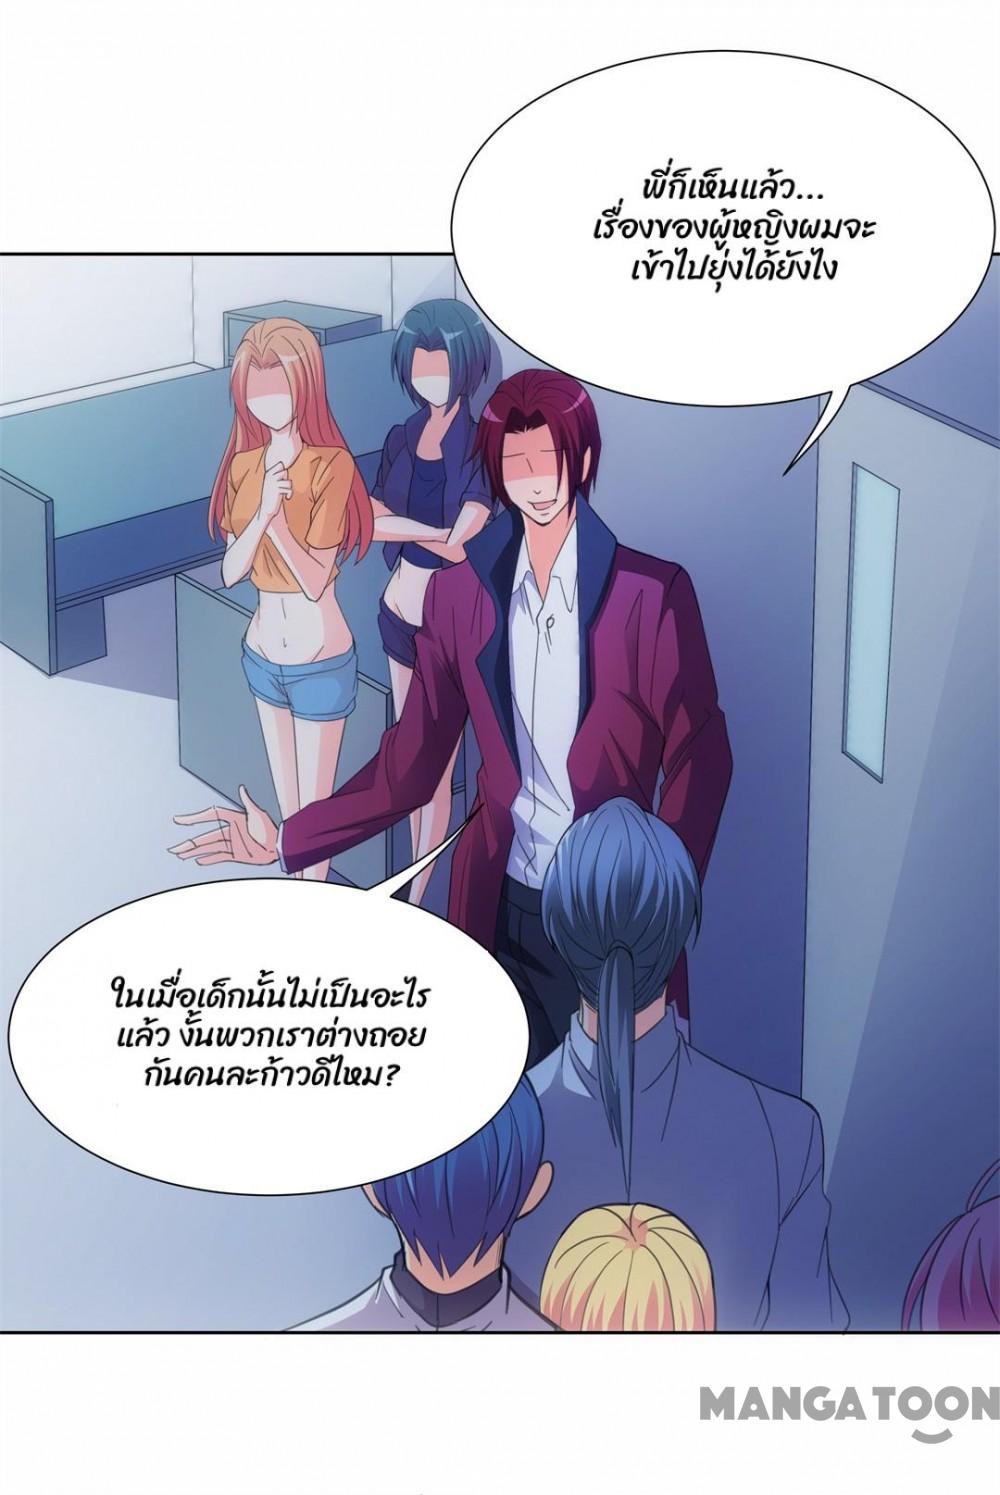 พี่ก็เห็นแล้ว...
เรื่องของผู้หญิงผมจะ
เข้าไปยุ่งได้ยังไง
ในเมื่อเด็กนั้นไม่เป็นอะไร
แล้ว งั้นพวกเราต่างถอย
กันคนละก้าวดีไหม?
MANGATOON